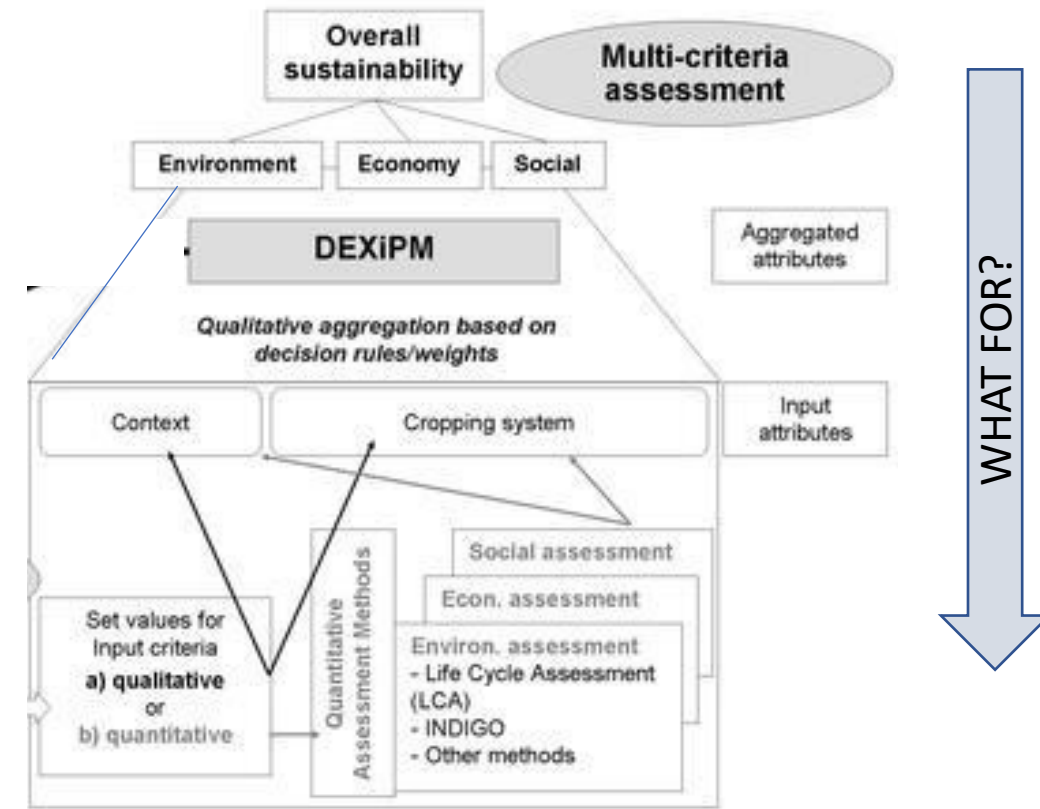 Overall
sustainability
Multi-criteria
assessment
Environment
Economy
Social
DEXiPM
Aggregated
attributes
Qualitative aggregation based on
decision rules/weights
Context
Cropping system
Input
attributes
WHAT FOR?
Set values for
Input criteria
a) qualitative
or
b) quantitative
Quantitative
Assessment Methods
Social assessment
Econ. assessment
Environ. assessment
- Life Cycle Assessment
(LCA)
- INDIGO
- Other methods